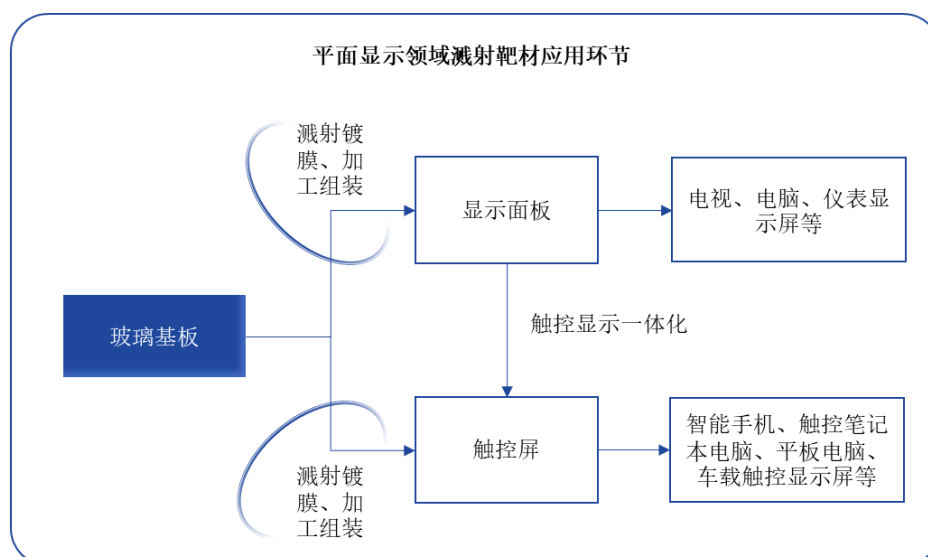 平面显示领域溅射靶材应用环节
溅射镀
膜、加
工组装
显示面板
电视、电脑、仪表显
示屏等
玻璃基板
触控显示一体化
触控屏
智能手机、触控笔记
本电脑、平板电脑、
车载触控显示屏等
溅射镀
膜、加
工组装